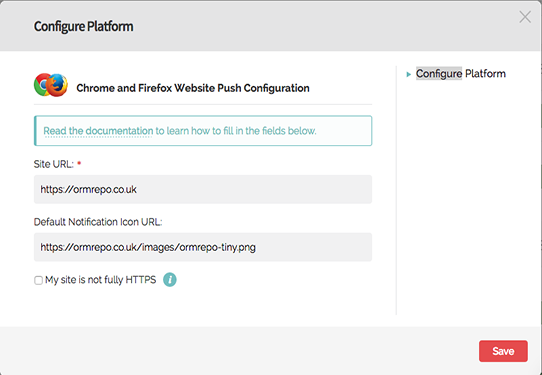 Configure Platform
Chrome and Firefox Website Push Configuration
Configure Platform
Read the documentation to learn how to fill in the fields below.
Site URL: *
https://ormrepo.co.uk
Default Notification Icon URL:
https://ormrepo.co.uk/images/ormrepo-tiny.png
My site is not fully HTTPS i
Save